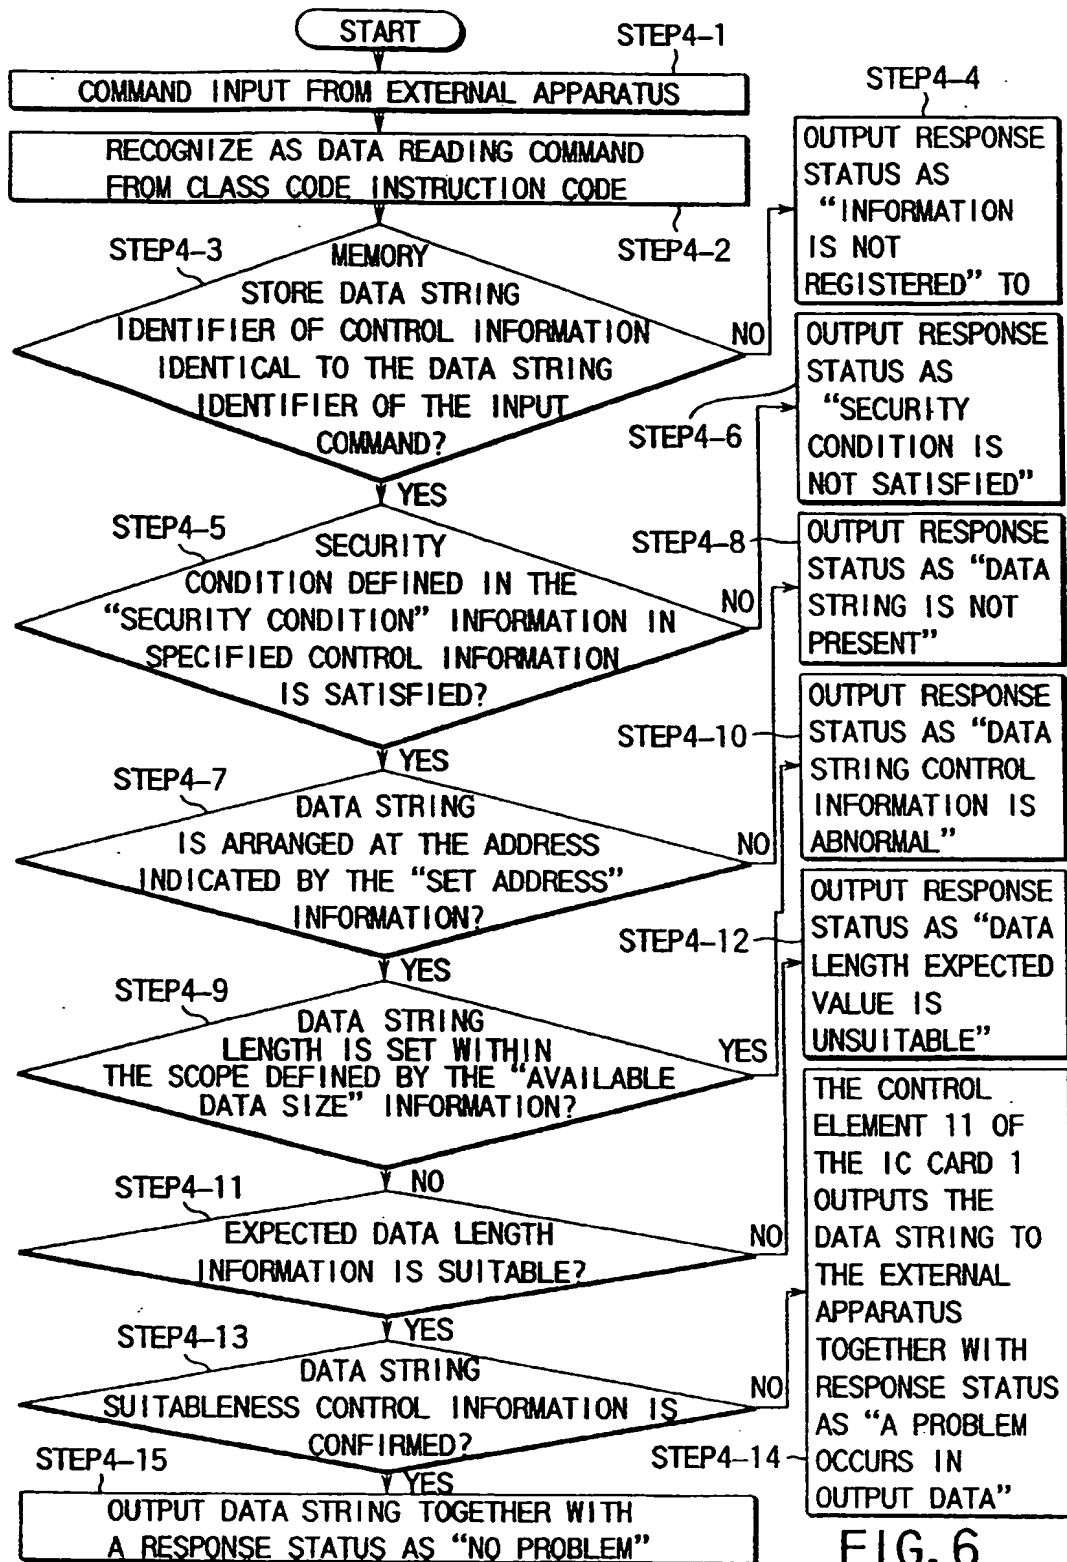 START
STEP4-1
COMMAND INPUT FROM EXTERNAL APPARATUS
RECOGNIZE AS DATA READING COMMAND
FROM CLASS CODE INSTRUCTION CODE
STEP4-2
STEP4-3
MEMORY
STORE DATA STRING
IDENTIFIER OF CONTROL INFORMATION
IDENTICAL TO THE DATA STRING
IDENTIFIER OF THE INPUT
COMMAND?
NO
YES
STEP4-4
OUTPUT RESPONSE
STATUS AS
“INFORMATION
IS NOT
REGISTERED” TO
STEP4-5
SECURITY
CONDITION DEFINED IN THE
“SECURITY CONDITION” INFORMATION IN
SPECIFIED CONTROL INFORMATION
IS SATISFIED?
NO
YES
STEP4-6
OUTPUT RESPONSE
STATUS AS
“SECURITY
CONDITION IS
NOT SATISFIED”
STEP4-7
DATA STRING
IS ARRANGED AT THE ADDRESS
INDICATED BY THE “SET ADDRESS”
INFORMATION?
NO
YES
STEP4-8
OUTPUT RESPONSE
STATUS AS “DATA
STRING IS NOT
PRESENT”
STEP4-9
DATA STRING
LENGTH IS SET WITHIN
THE SCOPE DEFINED BY THE “AVAILABLE
DATA SIZE” INFORMATION?
YES
NO
STEP4-10
OUTPUT RESPONSE
STATUS AS “DATA
STRING CONTROL
INFORMATION IS
ABNORMAL”
STEP4-11
EXPECTED DATA LENGTH
INFORMATION IS SUITABLE?
NO
YES
STEP4-12
OUTPUT RESPONSE
STATUS AS “DATA
LENGTH EXPECTED
VALUE IS
UNSUITABLE”
STEP4-13
DATA STRING
SUITABLENESS CONTROL INFORMATION IS
CONFIRMED?
NO
YES
STEP4-14
THE CONTROL
ELEMENT 11 OF
THE IC CARD 1
OUTPUTS THE
DATA STRING TO
THE EXTERNAL
APPARATUS
TOGETHER WITH
RESPONSE STATUS
AS “A PROBLEM
OCCURS IN
OUTPUT DATA”
STEP4-15
OUTPUT DATA STRING TOGETHER WITH
A RESPONSE STATUS AS “NO PROBLEM”
FIG. 6